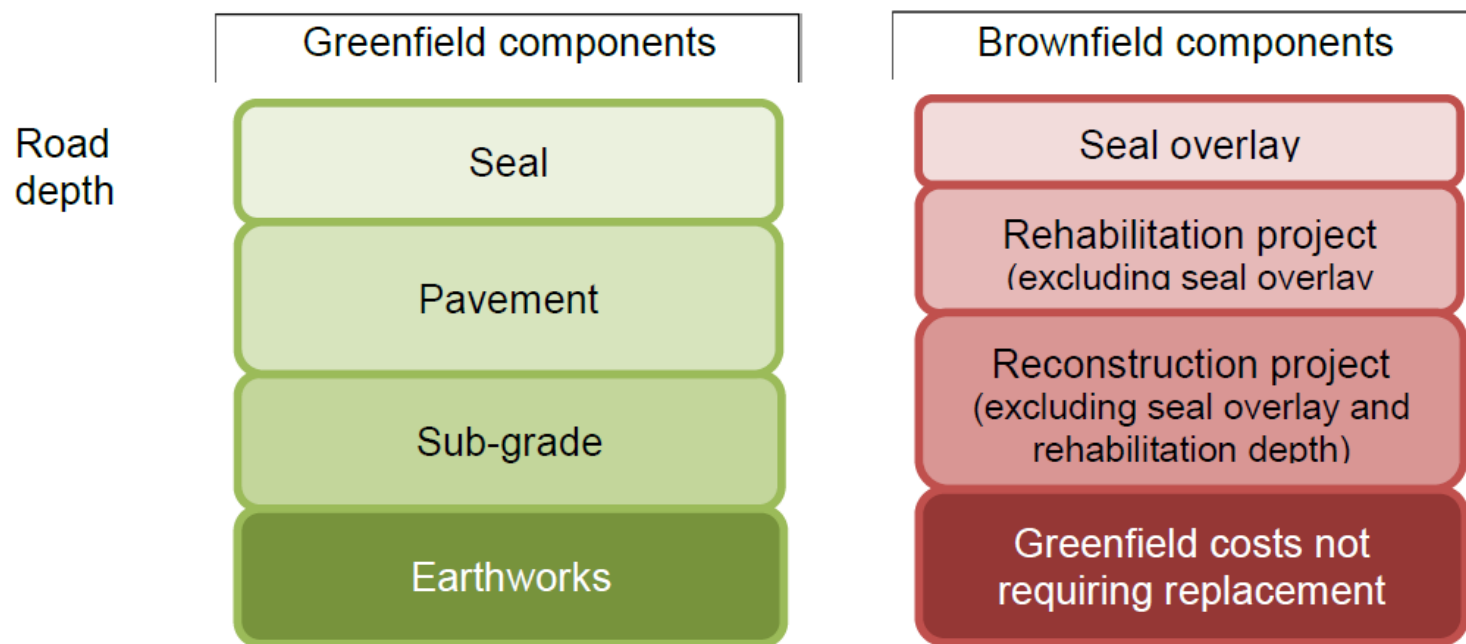 Greenfield components
Brownfield components
Road
depth
Seal
Pavement
Sub-grade
Earthworks
Seal overlay
Rehabilitation project
(excluding seal overlay
Reconstruction project
(excluding seal overlay and
rehabilitation depth)
Greenfield costs not
requiring replacement